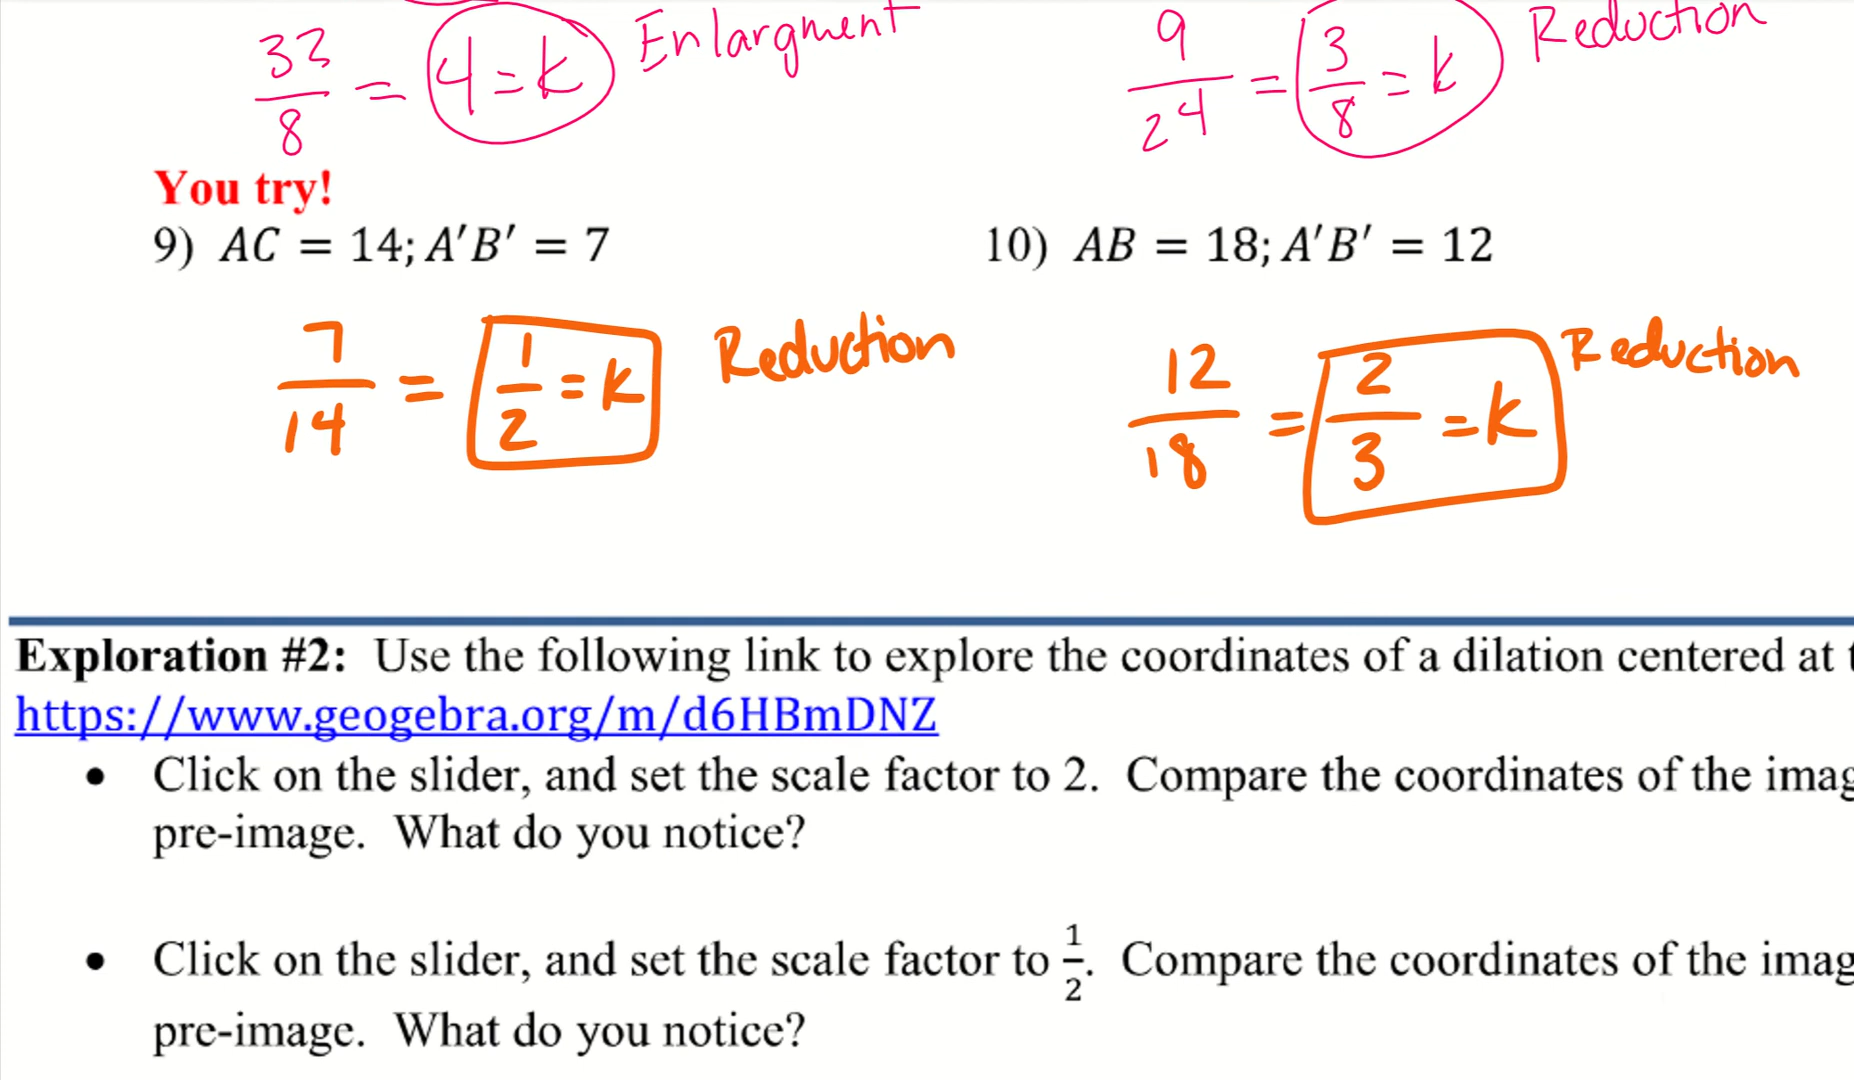 32/8 = 4 = k Enlargment
9/24 = 3/8 = k Reduction
You try!
9) AC = 14; A′B′ = 7
7/14 = 1/2 = k Reduction
10) AB = 18; A′B′ = 12
12/18 = 2/3 = k Reduction
Exploration #2: Use the following link to explore the coordinates of a dilation centered at
https://www.geogebra.org/m/d6HBmDNZ
• Click on the slider, and set the scale factor to 2. Compare the coordinates of the imag
pre-image. What do you notice?
• Click on the slider, and set the scale factor to 1/2. Compare the coordinates of the imag
pre-image. What do you notice?